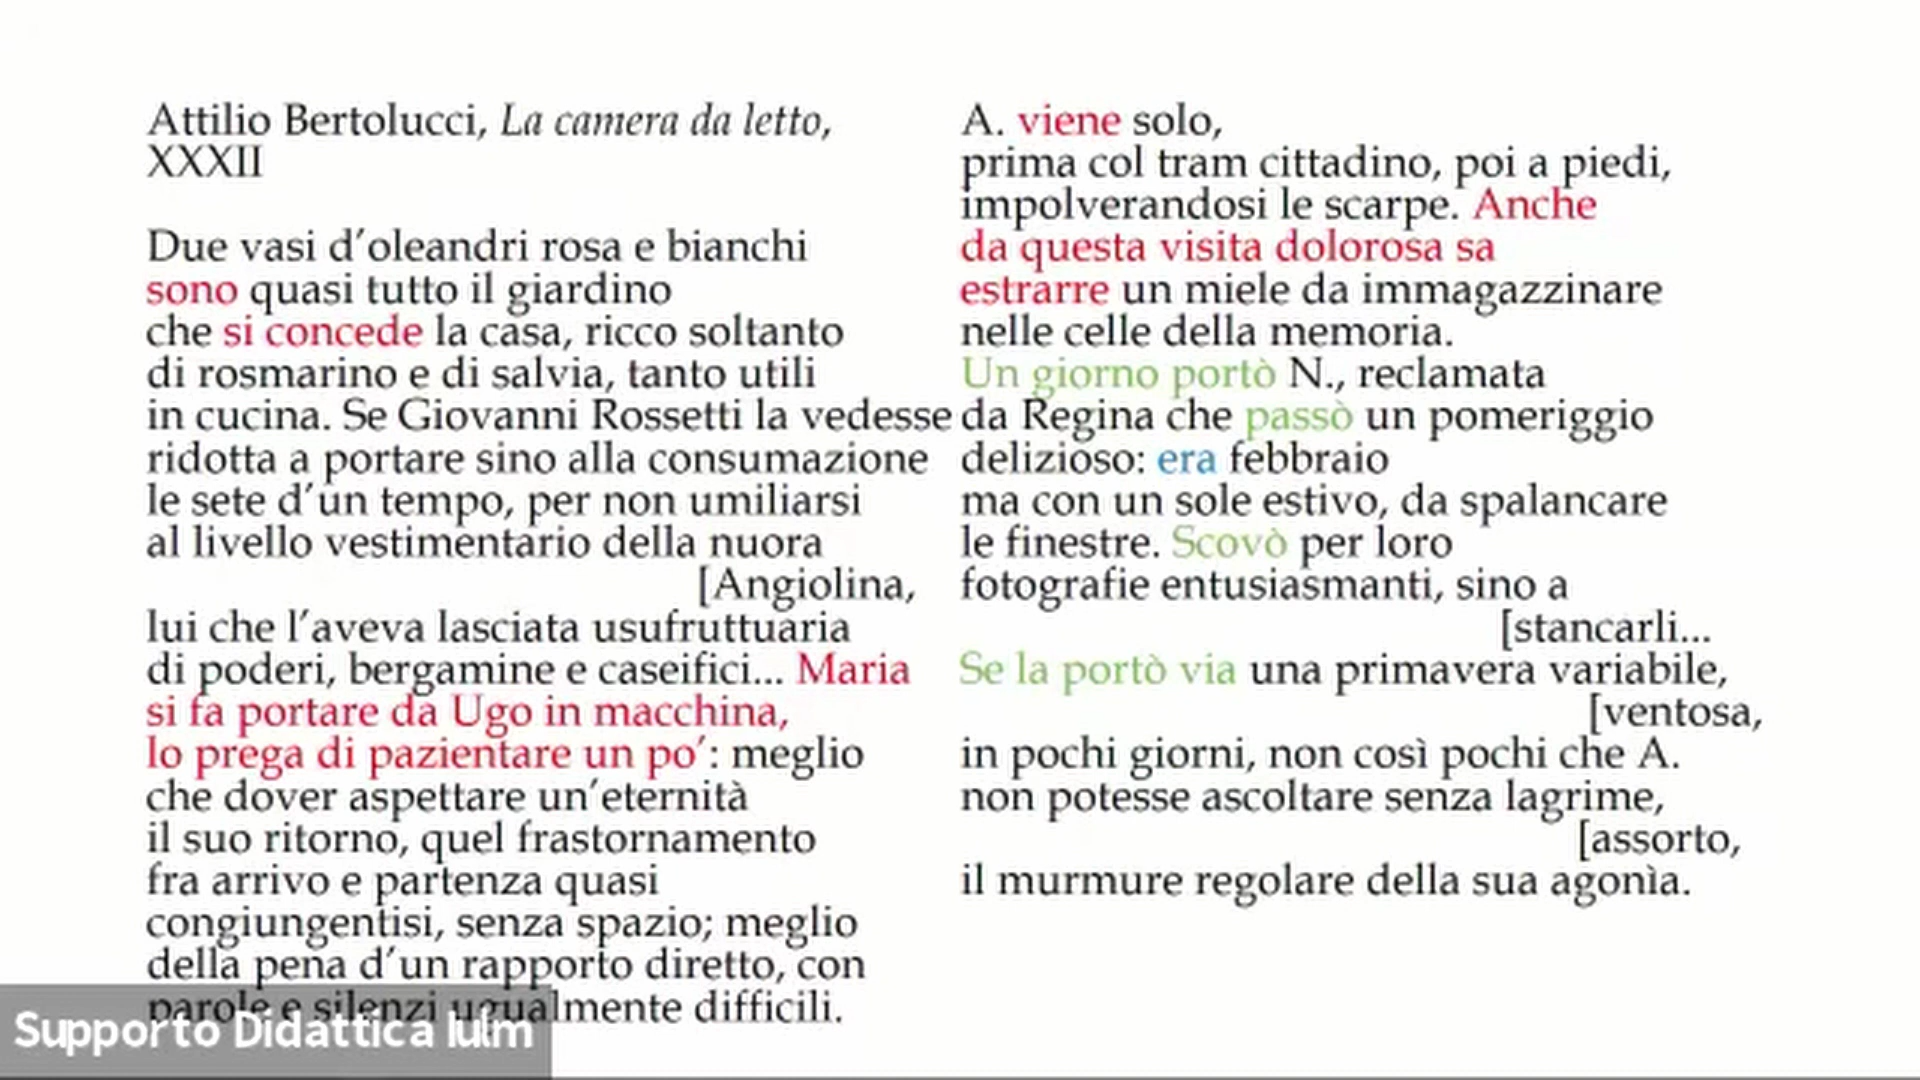 Attilio Bertolucci, La camera da letto,
XXXII
Due vasi d'oleandri rosa e bianchi
sono quasi tutto il giardino
che si concede la casa, ricco soltanto
di rosmarino e di salvia, tanto utili
in cucina. Se Giovanni Rossetti la vedesse
ridotta a portare sino alla consumazione
le sete d'un tempo, per non umiliarsi
al livello vestimentario della nuora
[Angiolina,
lui che l'aveva lasciata usufruttuaria
di poderi, bergamine e caseifici... Maria
si fa portare da Ugo in macchina,
lo prega di pazientare un po': meglio
che dover aspettare un'eternità
il suo ritorno, quel frastornamento
fra arrivo e partenza quasi
congiungentisi, senza spazio; meglio
della pena d'un rapporto diretto, con
parole e silenzi ugualmente difficili.
A. viene solo,
prima col tram cittadino, poi a piedi,
impolverandosi le scarpe. Anche
da questa visita dolorosa sa
estrarre un miele da immagazzinare
nelle celle della memoria.
Un giorno portò N., reclamata
da Regina che passò un pomeriggio
delizioso: era febbraio
ma con un sole estivo, da spalancare
le finestre. Scovò per loro
fotografie entusiasmanti, sino a
[stancarli...
Se la portò via una primavera variabile,
[ventosa,
in pochi giorni, non così pochi che A.
non potesse ascoltare senza lagrime,
[assorto,
il murmure regolare della sua agonìa.
Supporto Didattica Iulm